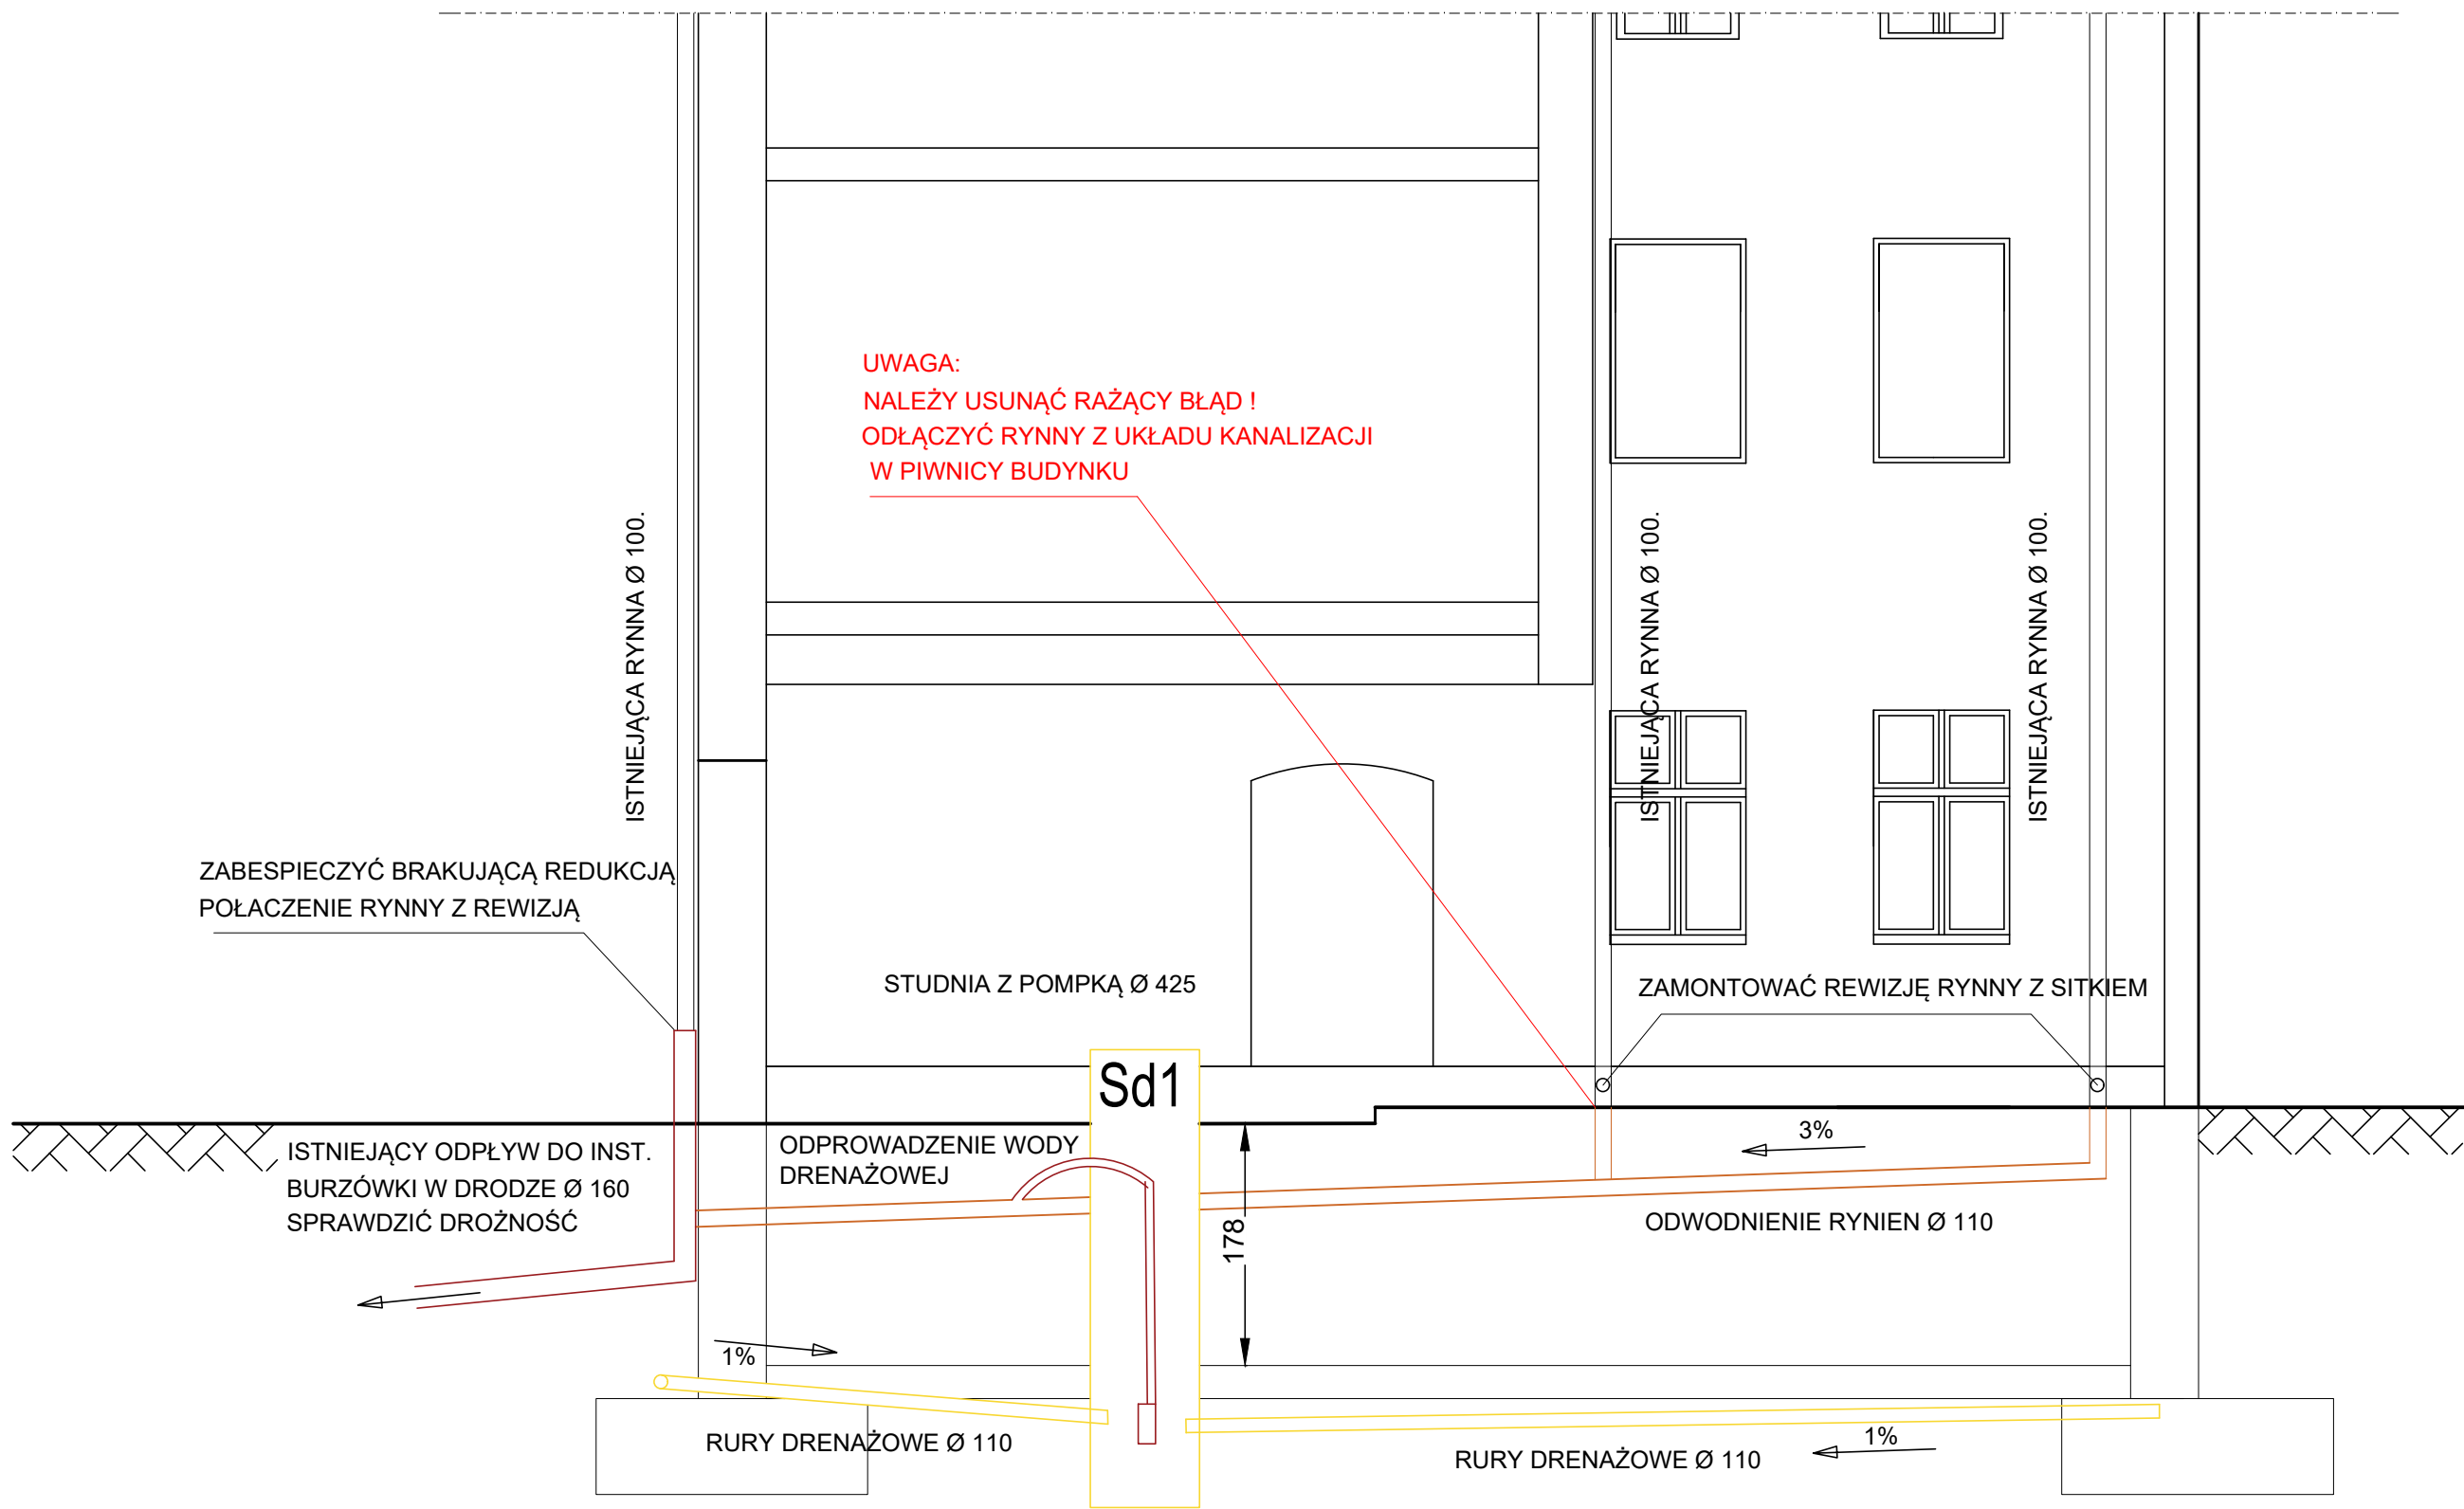 UWAGA:
NALEŻY USUNĄĆ RAŻĄCY BŁĄD !
ODŁĄCZYĆ RYNNY Z UKŁADU KANALIZACJI
W PIWNICY BUDYNKU
ISTNIEJĄCA RYNNA Ø 100.
ISTNIEJĄCA RYNNA Ø 100.
ISTNIEJĄCA RYNNA Ø 100.
ZABESPIECZYĆ BRAKUJĄCĄ REDUKCJĄ
POŁACZENIE RYNNY Z REWIZJĄ
STUDNIA Z POMPKĄ Ø 425
ZAMONTOWAĆ REWIZJĘ RYNNY Z SITKIEM
Sd1
ISTNIEJĄCY ODPŁYW DO INST.
BURZÓWKI W DRODZE Ø 160
SPRAWDZIĆ DROŻNOŚĆ
ODPROWADZENIE WODY
DRENAŻOWEJ
3%
178
ODWODNIENIE RYNIEN Ø 110
1%
RURY DRENAŻOWE Ø 110
1%
RURY DRENAŻOWE Ø 110